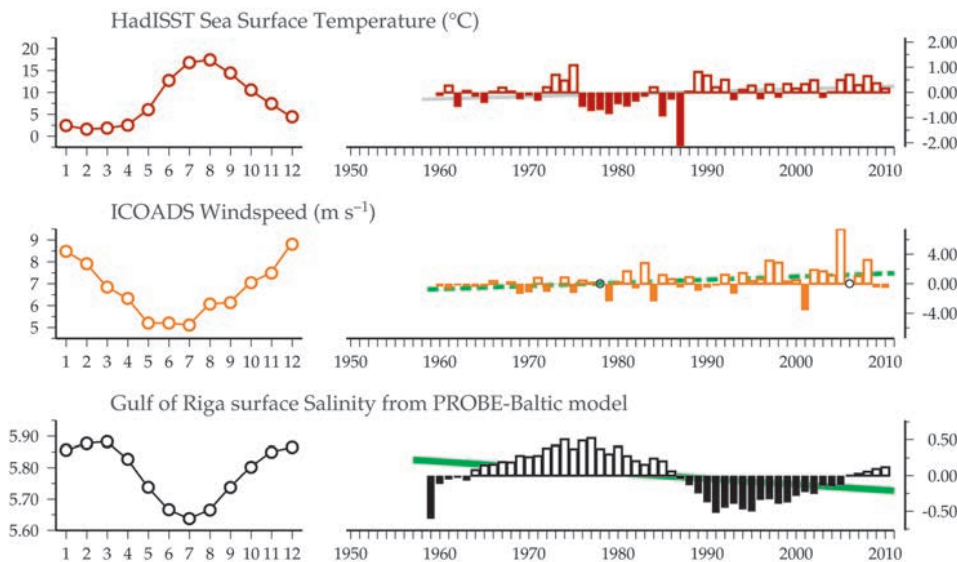 HadISST Sea Surface Temperature (°C)
20
15
10
5
0
1 2 3 4 5 6 7 8 9 10 11 12
2.00
1.00
0.00
-1.00
-2.00
1950 1960 1970 1980 1990 2000 2010
ICOADS Windspeed (m s⁻¹)
9
8
7
6
5
1 2 3 4 5 6 7 8 9 10 11 12
4.00
0.00
-4.00
1950 1960 1970 1980 1990 2000 2010
Gulf of Riga surface Salinity from PROBE-Baltic model
5.90
5.80
5.70
5.60
1 2 3 4 5 6 7 8 9 10 11 12
0.50
0.00
-0.50
1950 1960 1970 1980 1990 2000 2010